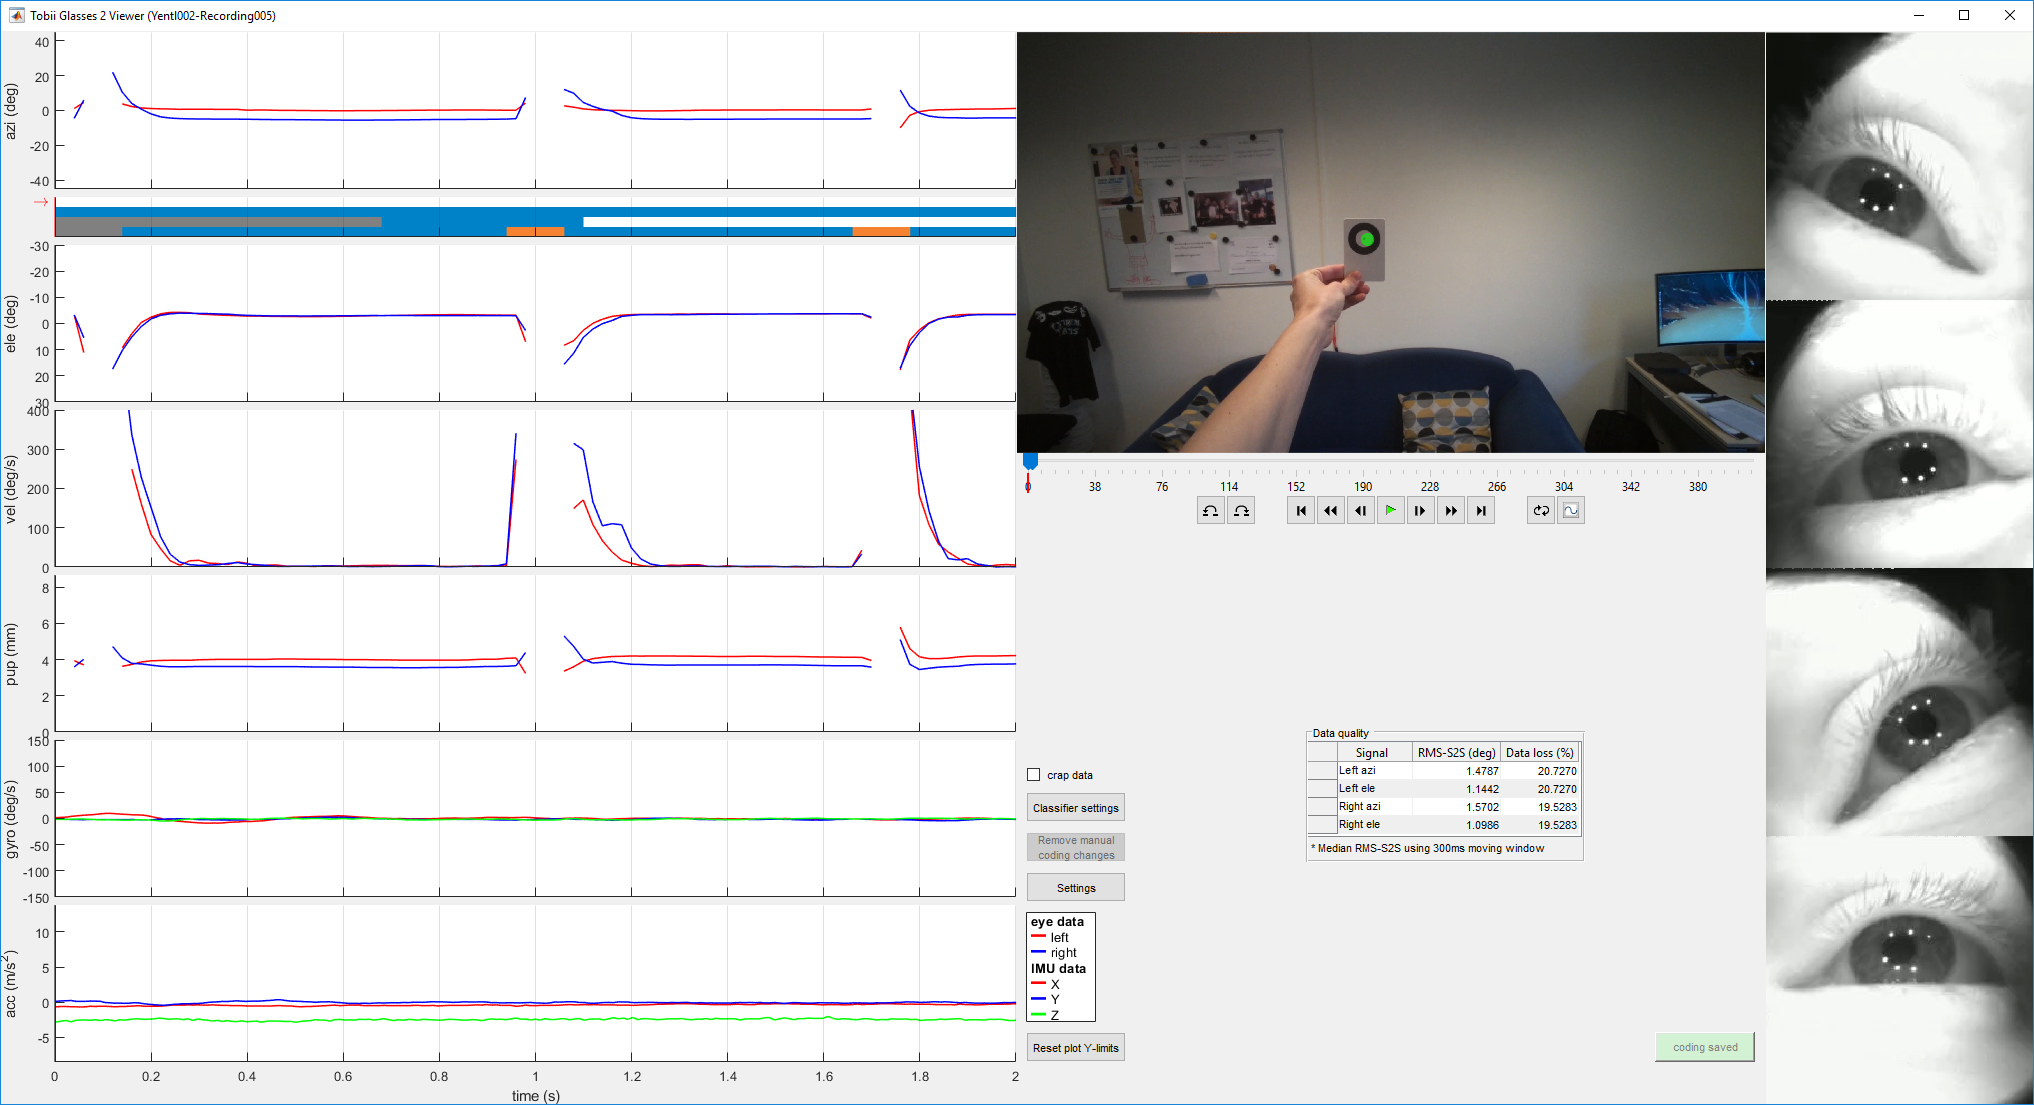 Tobii Glasses 2 Viewer (YentI002-Recording005)
azi (deg)
40
20
0
-20
-40
→
ele (deg)
-30
-20
-10
0
10
20
30
vel (deg/s)
400
300
200
100
0
pup (mm)
8
6
4
2
0
gyro (deg/s)
150
100
50
0
-50
-100
-150
acc (m/s²)
10
5
0
-5
0 0.2 0.4 0.6 0.8 1 1.2 1.4 1.6 1.8 2
time (s)
0 38 76 114 152 190 228 266 304 342 380
crap data
Classifier settings
Remove manual
coding changes
Settings
eye data
left
right
IMU data
X
Y
Z
Reset plot Y-limits
Data quality
Signal RMS-S2S (deg) Data loss (%)
Left azi 1.4787 20.7270
Left ele 1.1442 20.7270
Right azi 1.5702 19.5283
Right ele 1.0986 19.5283
* Median RMS-S2S using 300ms moving window
coding saved